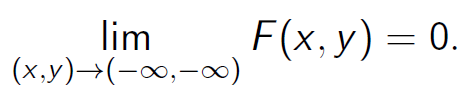 lim F(x, y) = 0.
(x,y)→(−∞,−∞)